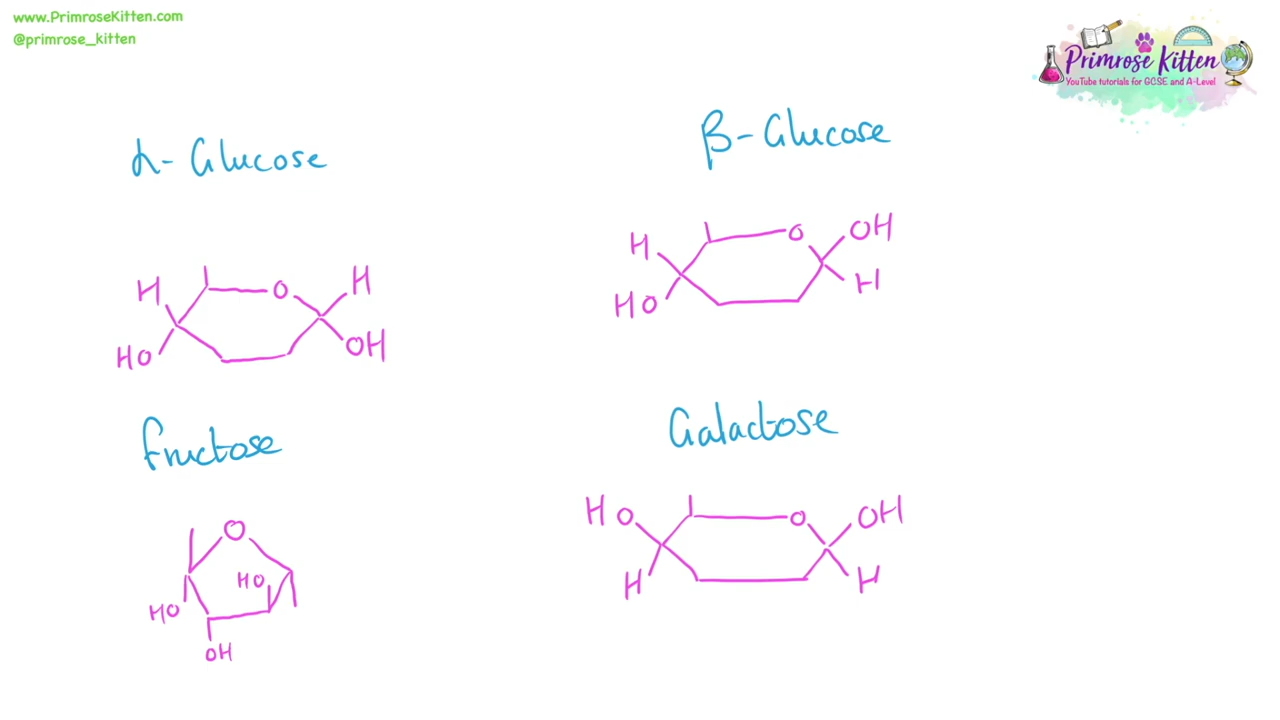 www.PrimroseKitten.com
@primrose_kitten
Primrose Kitten
YouTube tutorials for GCSE and A-Level
α- Glucose
β- Glucose
H O H
HO OH
H O OH
HO H
fructose
Galactose
O
HO
HO
OH
HO O OH
H H